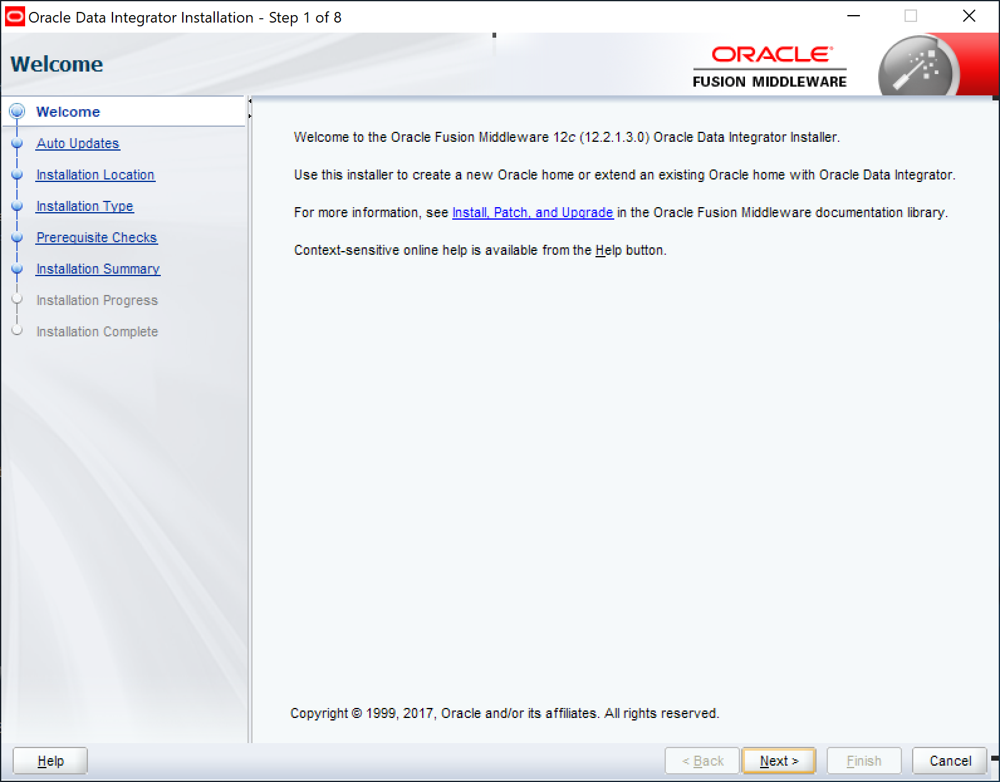 Oracle Data Integrator Installation - Step 1 of 8
Welcome
ORACLE®
FUSION MIDDLEWARE
Welcome
Auto Updates
Installation Location
Installation Type
Prerequisite Checks
Installation Summary
Installation Progress
Installation Complete
Welcome to the Oracle Fusion Middleware 12c (12.2.1.3.0) Oracle Data Integrator Installer.
Use this installer to create a new Oracle home or extend an existing Oracle home with Oracle Data Integrator.
For more information, see Install, Patch, and Upgrade in the Oracle Fusion Middleware documentation library.
Context-sensitive online help is available from the Help button.
Copyright © 1999, 2017, Oracle and/or its affiliates. All rights reserved.
Help
< Back
Next >
Finish
Cancel